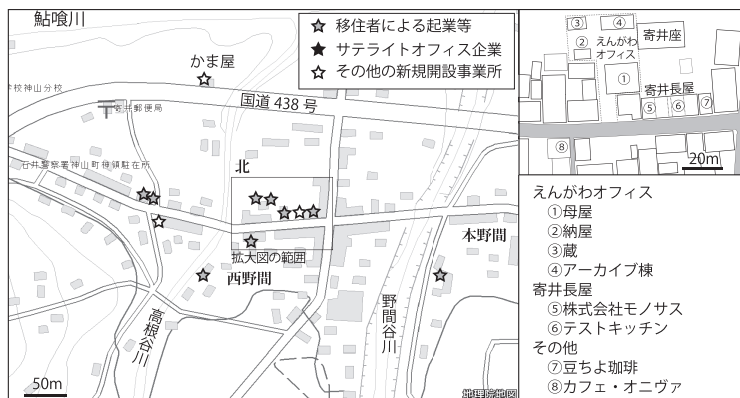 鮎喰川
移住者による起業等
サテライトオフィス企業
その他の新規開設事業所
かま屋
国道 438 号
学校神山分校
寄井郵便局
石井警察署神山町神領駐在所
北
拡大図の範囲
西野間
本野間
高根谷川
野間谷川
50m
地理院地図
③
④
②
えんがわ
オフィス
寄井座
①
寄井長屋
⑤
⑥
⑦
⑧
20m
えんがわオフィス
①母屋
②納屋
③蔵
④アーカイブ棟
寄井長屋
⑤株式会社モノサス
⑥テストキッチン
その他
⑦豆ちよ珈琲
⑧カフェ・オニヴァ